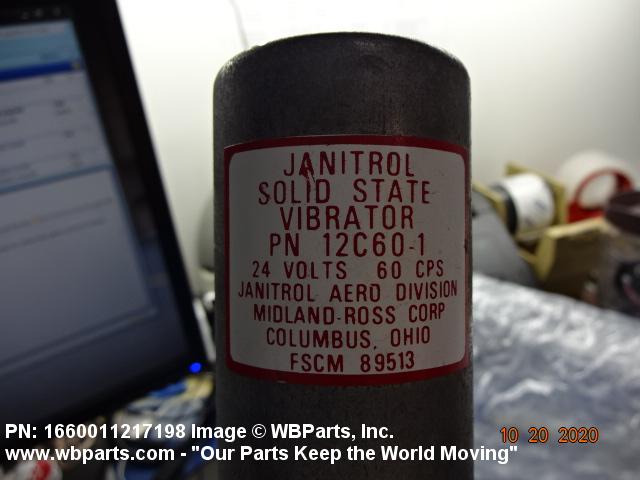 JANITROL
SOLID STATE
VIBRATOR
PN 12C60-1
24 VOLTS 60 CPS
JANITROL AERO DIVISION
MIDLAND-ROSS CORP
COLUMBUS, OHIO
FSCM 89513
PN: 1660011217198 Image © WBParts, Inc.
10 20 2020
www.wbparts.com - "Our Parts Keep the World Moving"